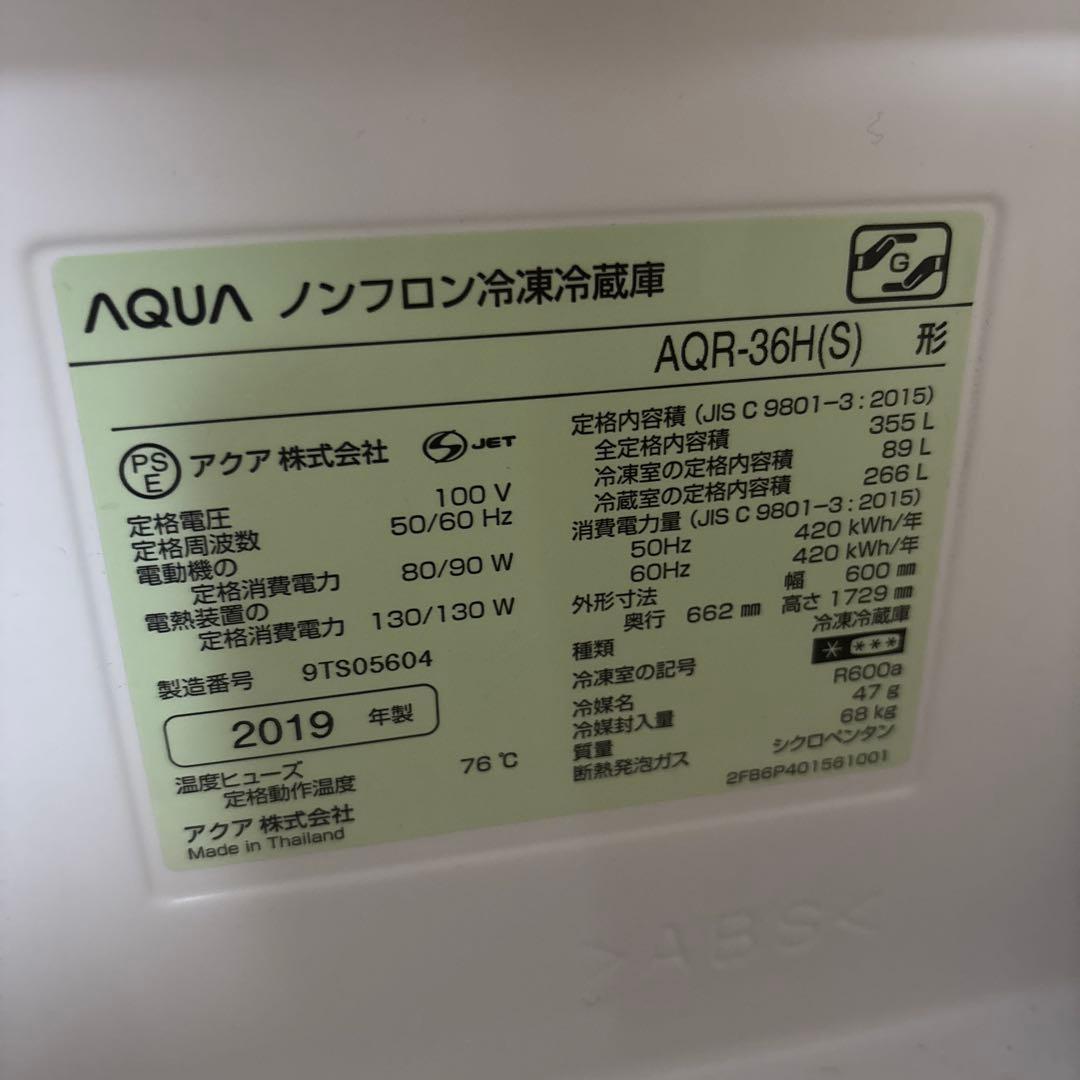 AQUA ノンフロン冷凍冷蔵庫
G
AQR-36H(S) 形
PS
E
アクア 株式会社
S JET
定格電圧 100 V
定格周波数 50/60 Hz
電動機の
定格消費電力 80/90 W
電熱装置の
定格消費電力 130/130 W
製造番号 9TS05604
2019 年製
温度ヒューズ
定格動作温度 76 ℃
アクア 株式会社
Made in Thailand
定格内容積 (JIS C 9801-3 : 2015)
全定格内容積 355 L
冷凍室の定格内容積 89 L
冷蔵室の定格内容積 266 L
消費電力量 (JIS C 9801-3 : 2015)
50Hz 420 kWh/年
60Hz 420 kWh/年
外形寸法 幅 600 ㎜
奥行 662 ㎜ 高さ 1729 ㎜
種類 冷凍冷蔵庫
冷凍室の記号 * ***
冷媒名 R600a
冷媒封入量 47 g
質量 68 kg
断熱発泡ガス シクロペンタン
2FB6P401561001
>ABS<